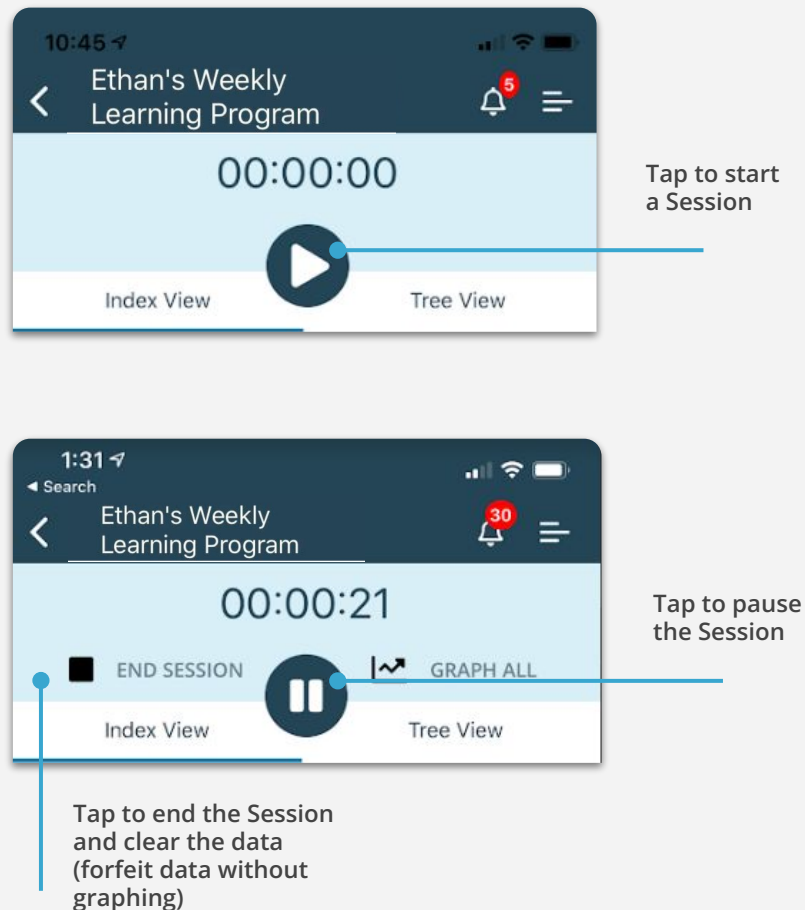 10:45
Ethan's Weekly
Learning Program
5
00:00:00
Index View
Tree View
Tap to start
a Session
1:31
◄ Search
Ethan's Weekly
Learning Program
30
00:00:21
END SESSION
GRAPH ALL
Index View
Tree View
Tap to pause
the Session
Tap to end the Session
and clear the data
(forfeit data without
graphing)